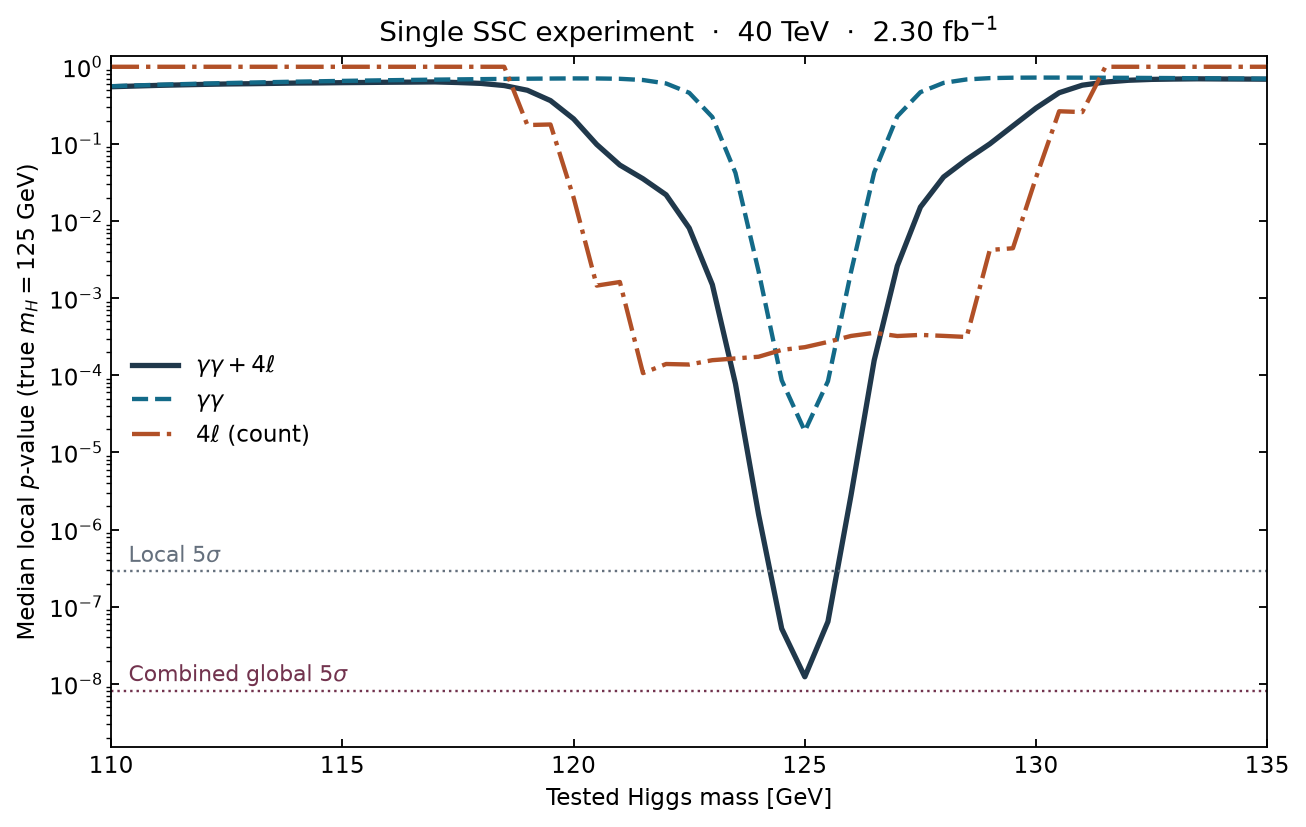 Single SSC experiment · 40 TeV · 2.30 fb⁻¹
Median local p-value (true m_H = 125 GeV)
10⁰
10⁻¹
10⁻²
10⁻³
10⁻⁴
10⁻⁵
10⁻⁶
10⁻⁷
10⁻⁸
γγ + 4ℓ
γγ
4ℓ (count)
Local 5σ
Combined global 5σ
110 115 120 125 130 135
Tested Higgs mass [GeV]